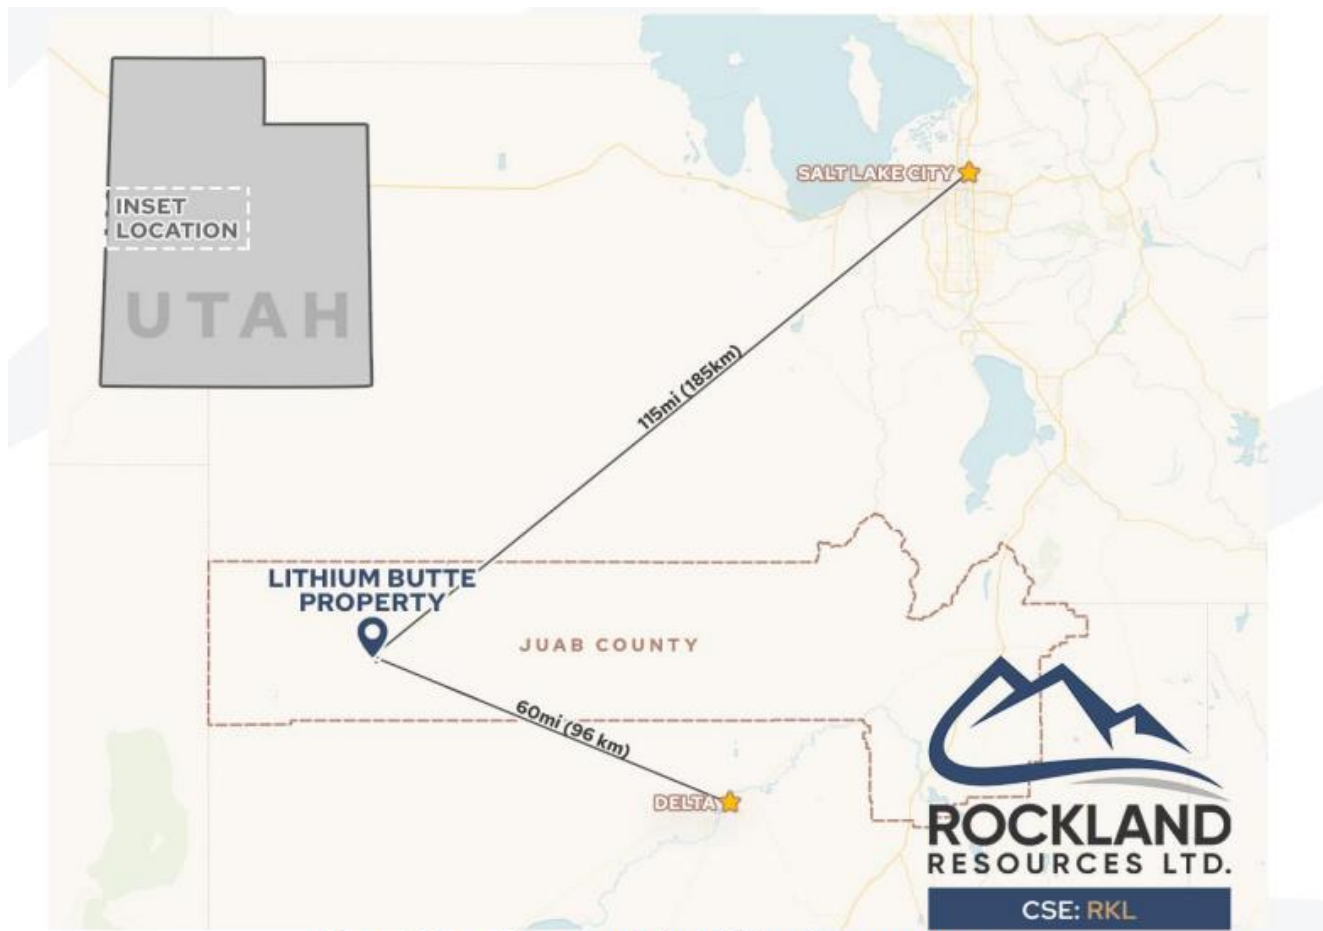 SALT LAKE CITY
INSET
LOCATION
UTAH
115mi (185km)
LITHIUM BUTTE
PROPERTY
JUAB COUNTY
60mi (96 km)
DELTA
ROCKLAND
RESOURCES LTD.
CSE: RKL